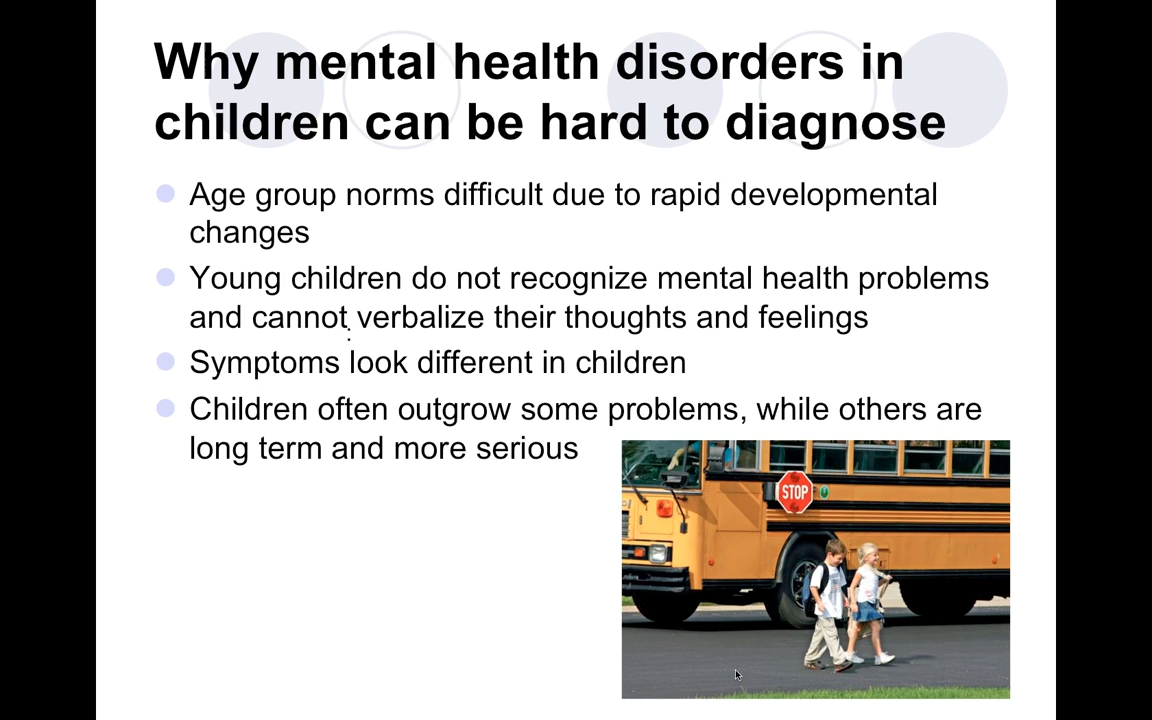 Why mental health disorders in
children can be hard to diagnose
Age group norms difficult due to rapid developmental
changes
Young children do not recognize mental health problems
and cannot verbalize their thoughts and feelings
Symptoms look different in children
Children often outgrow some problems, while others are
long term and more serious
STOP